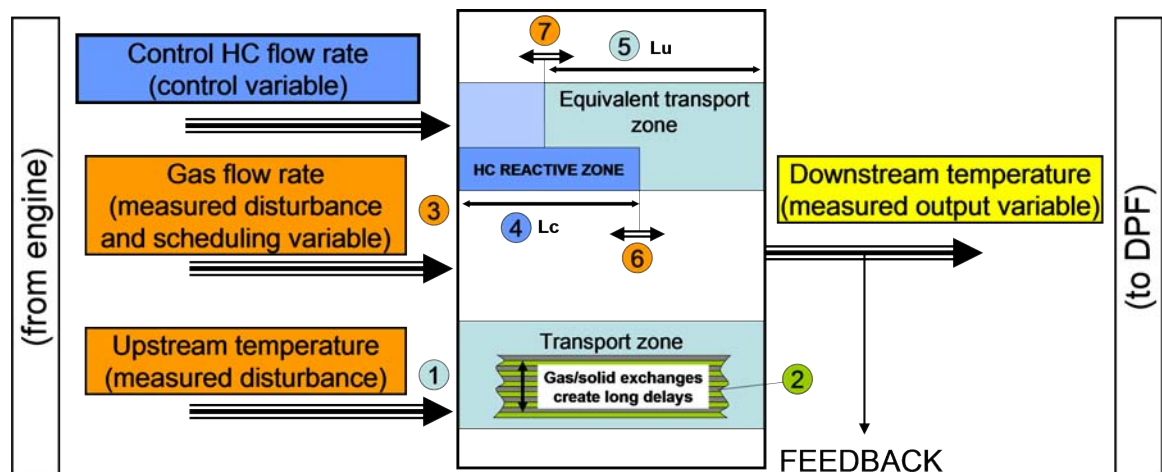 (from engine)
Control HC flow rate
(control variable)
Gas flow rate
(measured disturbance
and scheduling variable)
3
Upstream temperature
(measured disturbance)
1
7
5 Lu
Equivalent transport
zone
HC REACTIVE ZONE
4 Lc
6
Transport zone
Gas/solid exchanges
create long delays
2
Downstream temperature
(measured output variable)
FEEDBACK
(to DPF)